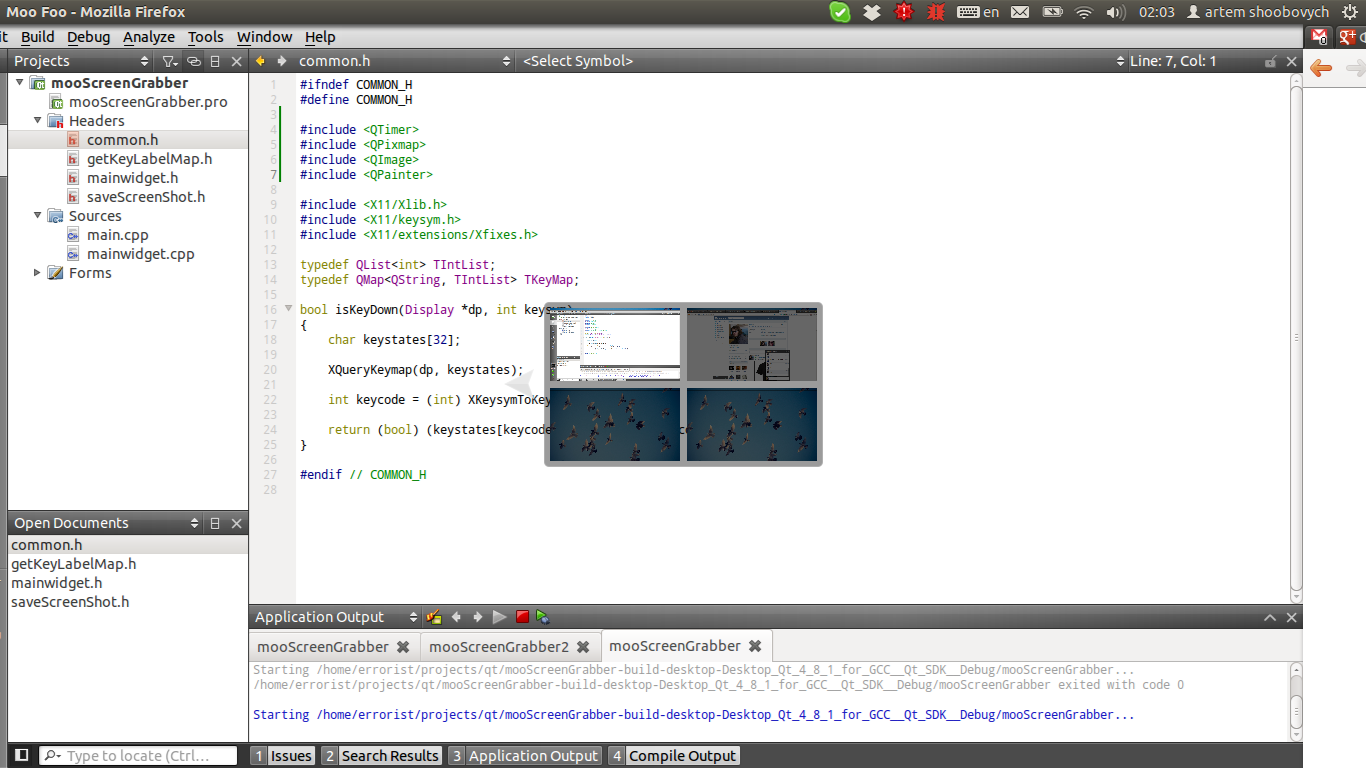 Moo Foo - Mozilla Firefox
en
02:03
artem shoobovych
it Build Debug Analyze Tools Window Help
0
Projects
common.h
<Select Symbol>
Line: 7, Col: 1
mooScreenGrabber
mooScreenGrabber.pro
Headers
common.h
getKeyLabelMap.h
mainwidget.h
saveScreenShot.h
Sources
main.cpp
mainwidget.cpp
Forms
1 #ifndef COMMON_H
2 #define COMMON_H
3
4 #include <QTimer>
5 #include <QPixmap>
6 #include <QImage>
7 #include <QPainter>
8
9 #include <X11/Xlib.h>
10 #include <X11/keysym.h>
11 #include <X11/extensions/Xfixes.h>
12
13 typedef QList<int> TIntList;
14 typedef QMap<QString, TIntList> TKeyMap;
15
16 bool isKeyDown(Display *dp, int keysym)
17 {
18 char keystates[32];
19
20 XQueryKeymap(dp, keystates);
21
22 int keycode = (int) XKeysymToKey
23
24 return (bool) (keystates[keycode
25 }
26
27 #endif // COMMON_H
28
Open Documents
common.h
getKeyLabelMap.h
mainwidget.h
saveScreenShot.h
Application Output
mooScreenGrabber
mooScreenGrabber2
mooScreenGrabber
Starting /home/errorist/projects/qt/mooScreenGrabber-build-desktop-Desktop_Qt_4_8_1_for_GCC__Qt_SDK__Debug/mooScreenGrabber...
/home/errorist/projects/qt/mooScreenGrabber-build-desktop-Desktop_Qt_4_8_1_for_GCC__Qt_SDK__Debug/mooScreenGrabber exited with code 0
Starting /home/errorist/projects/qt/mooScreenGrabber-build-desktop-Desktop_Qt_4_8_1_for_GCC__Qt_SDK__Debug/mooScreenGrabber...
Type to locate (Ctrl...
1 Issues
2 Search Results
3 Application Output
4 Compile Output